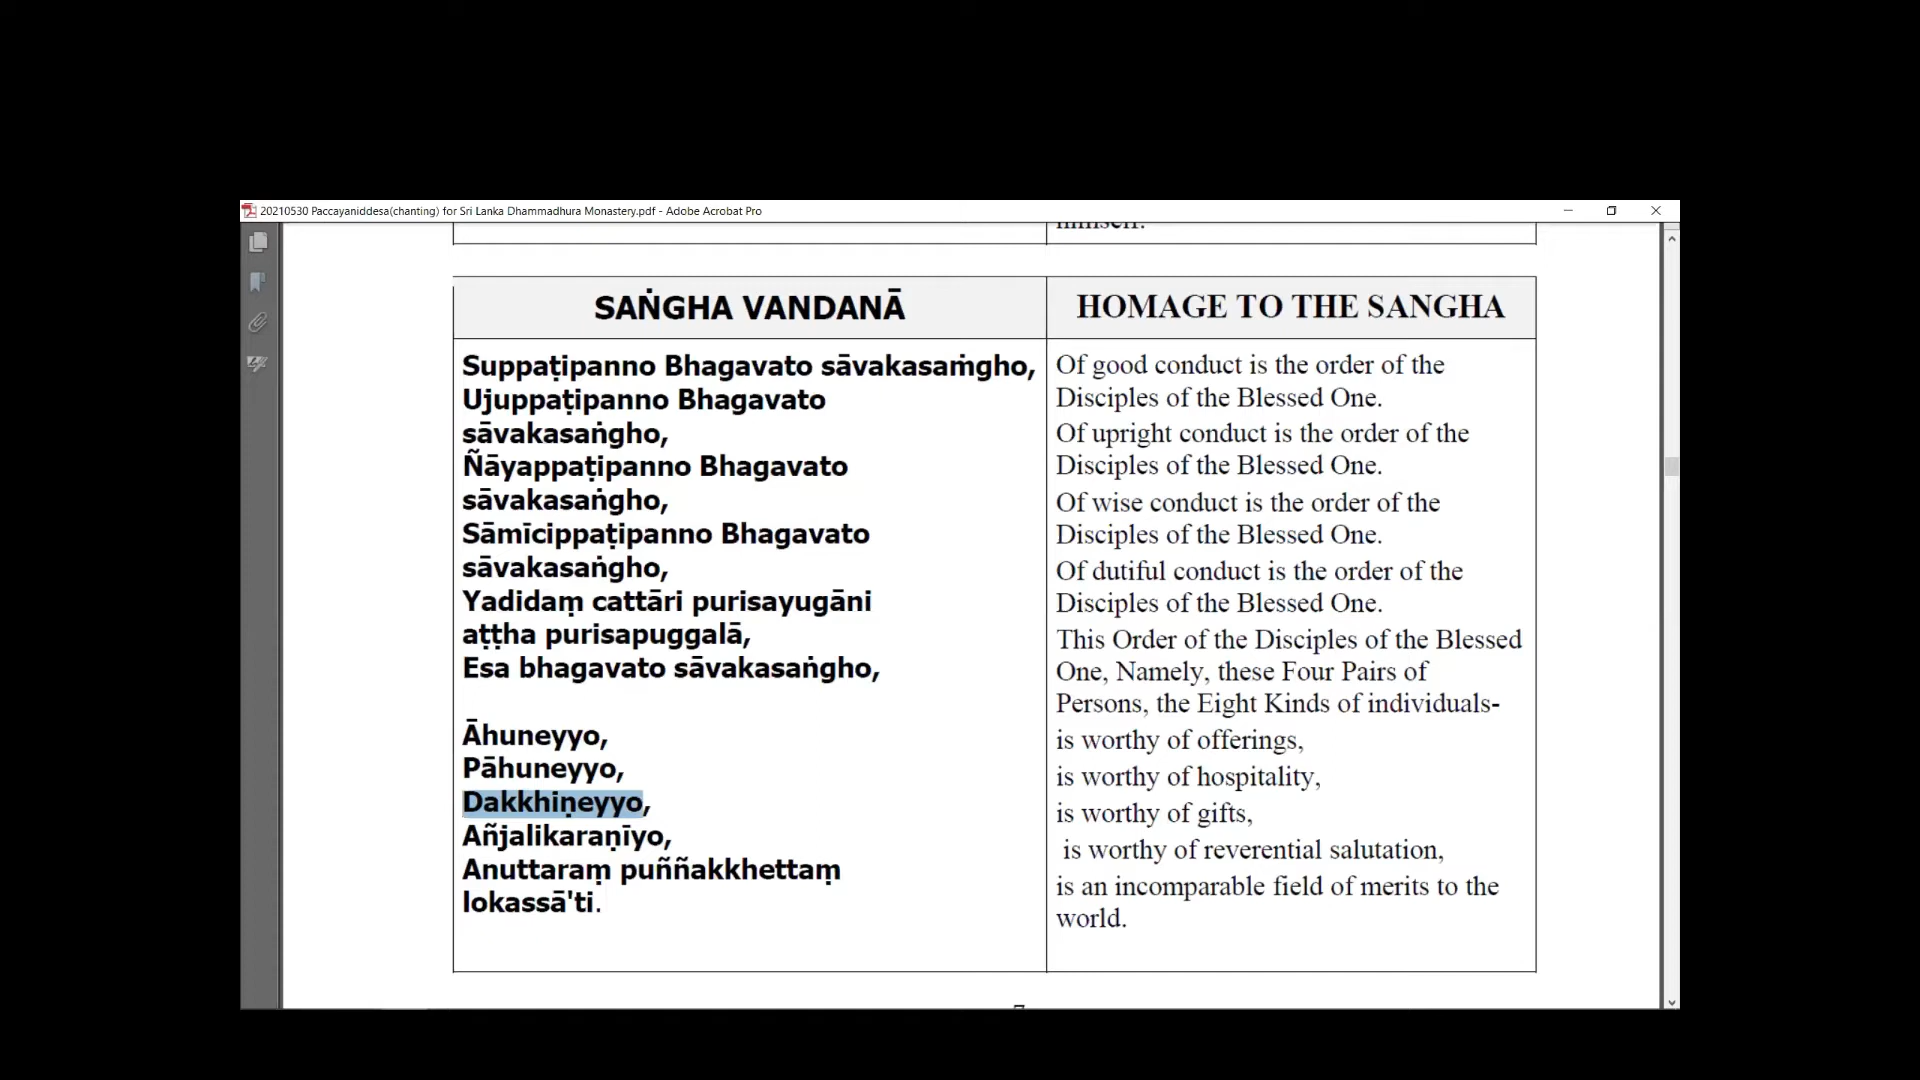 20210530 Paccayaniddesa(chanting) for Sri Lanka Dhammadhura Monastery.pdf - Adobe Acrobat Pro
himself.
SAṄGHA VANDANĀ
Suppaṭipanno Bhagavato sāvakasaṁgho,
Ujuppaṭipanno Bhagavato
sāvakasaṅgho,
Ñāyappaṭipanno Bhagavato
sāvakasaṅgho,
Sāmīcippaṭipanno Bhagavato
sāvakasaṅgho,
Yadidaṃ cattāri purisayugāni
aṭṭha purisapuggalā,
Esa bhagavato sāvakasaṅgho,
Āhuneyyo,
Pāhuneyyo,
Dakkhiṇeyyo,
Añjalikaraṇīyo,
Anuttaraṃ puññakkhettaṃ
lokassā'ti.
HOMAGE TO THE SANGHA
Of good conduct is the order of the
Disciples of the Blessed One.
Of upright conduct is the order of the
Disciples of the Blessed One.
Of wise conduct is the order of the
Disciples of the Blessed One.
Of dutiful conduct is the order of the
Disciples of the Blessed One.
This Order of the Disciples of the Blessed
One, Namely, these Four Pairs of
Persons, the Eight Kinds of individuals-
is worthy of offerings,
is worthy of hospitality,
is worthy of gifts,
is worthy of reverential salutation,
is an incomparable field of merits to the
world.